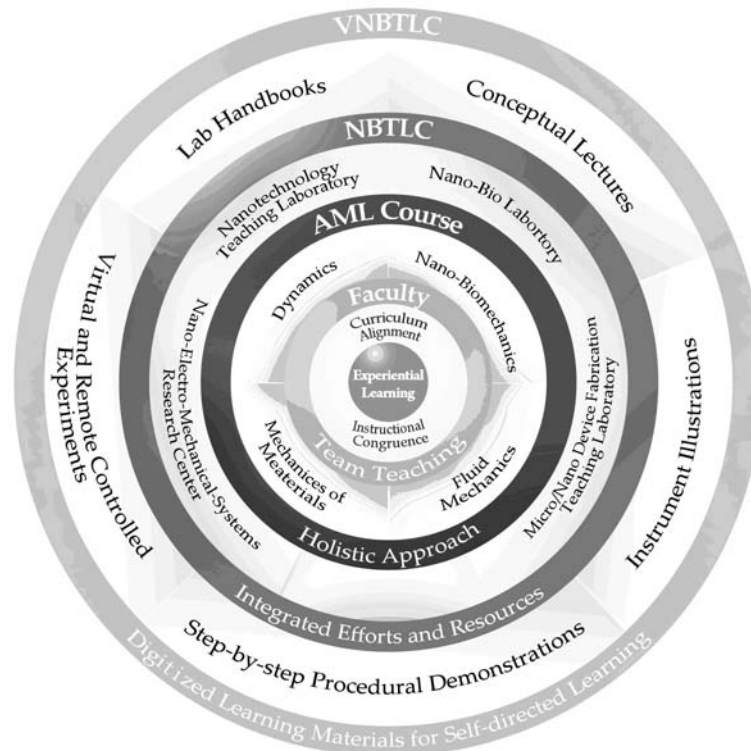 VNBTLC
Lab Handbooks
Conceptual Lectures
Virtual and Remote Controlled
Experiments
Instrument Illustrations
Step-by-step Procedural Demonstrations
Digitized Learning Materials for Self-directed Learning
NBTLC
Nanotechnology
Teaching Laboratory
Nano-Bio Labortory
Nano-Electro-Mechanical-Systems
Research Center
Micro/Nano Device Fabrication
Teaching Laboratory
Integrated Efforts and Resources
AML Course
Dynamics
Nano-Biomechanics
Mechanices of
Meaterials
Fluid
Mechanics
Holistic Approach
Faculty
Curriculum
Alignment
Experiential
Learning
Instructional
Congruence
Team Teaching